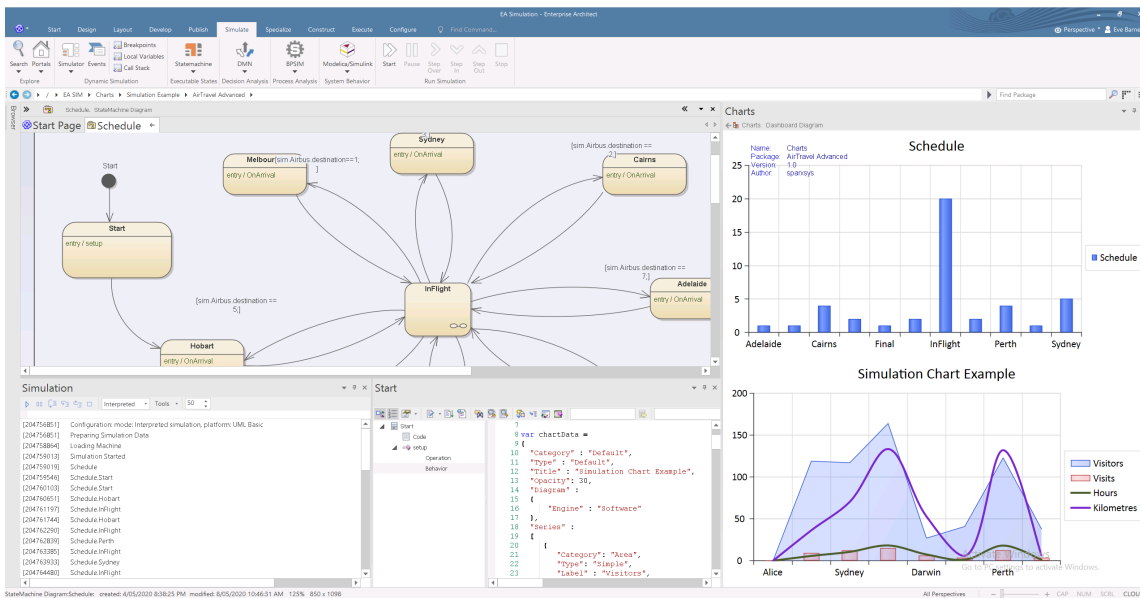 EA Simulation - Enterprise Architect
Start Design Layout Develop Publish Simulate Specialize Construct Execute Configure Find Command...
Perspective Eve Barne
Search Portals Simulator Events Breakpoints Local Variables Call Stack Statemachine DMN BPSIM Modelica/Simulink Start Pause Step Over Step In Step Out Stop
Explore Dynamic Simulation Executable States Decision Analysis Process Analysis System Behavior Run Simulation
/ EA SIM Charts Simulation Example AirTravel Advanced Find Package
Browser
Schedule. :StateMachine Diagram
Start Page Schedule
Start
Start
entry / setup
Melbour[sim.Airbus.destination==1;
]
entry / OnArrival
Sydney
entry / OnArrival
[sim.Airbus.destination ==
2;]
Cairns
entry / OnArrival
[sim.Airbus.destination ==
7;]
Adelaide
entry / OnArrival
InFlight
[sim.Airbus.destination ==
5;]
Hobart
entry / OnArrival
Charts
Charts. Dashboard Diagram
Name: Charts
Package: AirTravel Advanced
Version: 1.0
Author: sparxsys
Schedule
25
20
15
10
5
0
Adelaide Cairns Final InFlight Perth Sydney
Schedule
Simulation Chart Example
200
150
100
50
0
Alice Sydney Darwin Perth
Visitors
Visits
Hours
Kilometres
Activate Windows
Go to PC settings to activate Windows.
Simulation
Interpreted Tools 50
[204756851] Configuration: mode: Interpreted simulation, platform: UML Basic
[204756851] Preparing Simulation Data
[204758864] Loading Machine
[204759013] Simulation Started
[204759019] Schedule
[204759546] Schedule.Start
[204760103] Schedule.Start
[204760651] Schedule.Hobart
[204761197] Schedule.InFlight
[204761744] Schedule.Hobart
[204762290] Schedule.InFlight
[204762839] Schedule.Perth
[204763385] Schedule.InFlight
[204763933] Schedule.Sydney
[204764480] Schedule.InFlight
Start
Start
Code
setup
Operation
Behavior
7
8 var chartData =
9 {
10 "Category" : "Default",
11 "Type" : "Default",
12 "Title" : "Simulation Chart Example",
13 "Opacity": 30,
14 "Diagram" :
15 {
16 "Engine" : "Software"
17 },
18 "Series" :
19 [
20 {
21 "Category": "Area",
22 "Type": "Simple",
23 "Label" : "Visitors",
StateMachine Diagram:Schedule: created: 4/05/2020 8:38:25 PM modified: 8/05/2020 10:46:31 AM 125% 850 x 1098
All Perspectives CAP NUM SCRL CLOU